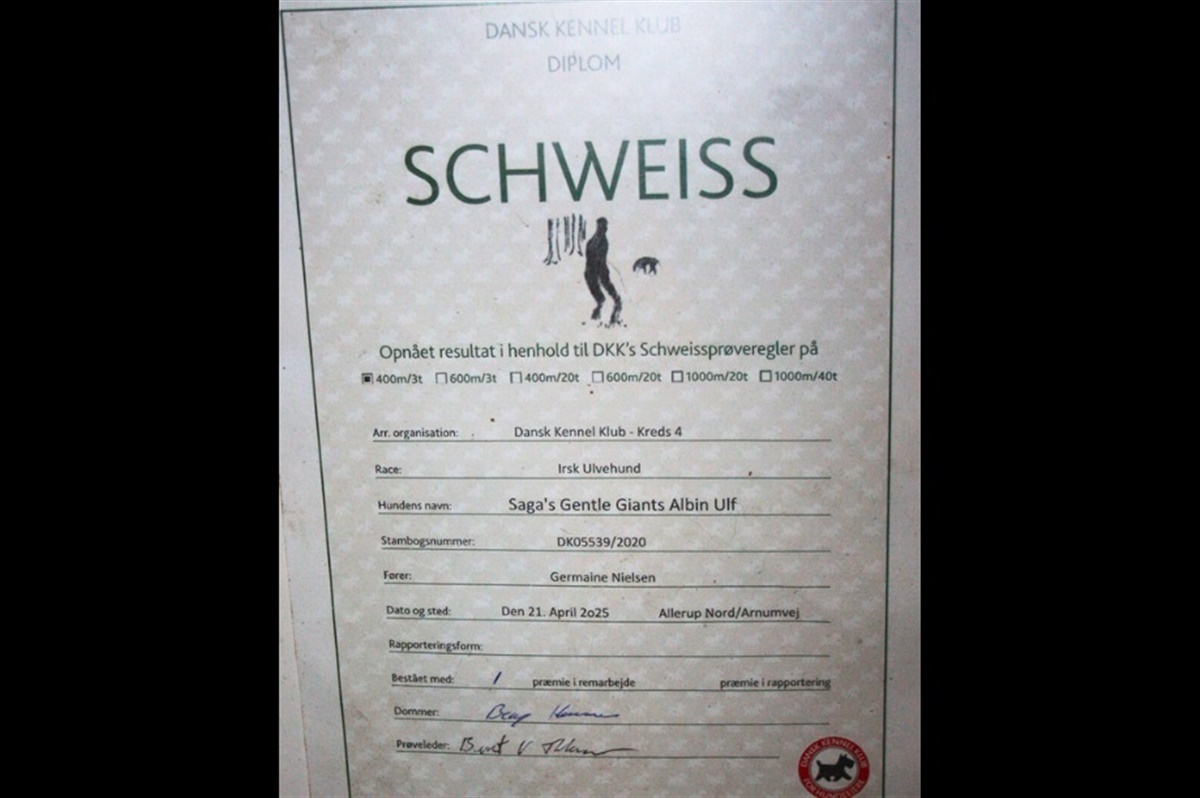 DANSK KENNEL KLUB
DIPLOM
SCHWEISS
Opnået resultat i henhold til DKK's Schweissprøveregler på
400m/3t 600m/3t 400m/20t 600m/20t 1000m/20t 1000m/40t
Arr. organisation: Dansk Kennel Klub - Kreds 4
Race: Irsk Ulvehund
Hundens navn: Saga's Gentle Giants Albin Ulf
Stambogsnummer: DK05539/2020
Fører: Germaine Nielsen
Dato og sted: Den 21. April 2025 Allerup Nord/Arnumvej
Rapporteringsform:
Bestået med: 1 præmie i remarbejde præmie i rapportering
Dommer:
Prøveleder:
DANSK KENNEL KLUB
FOR HUNDEEJERE